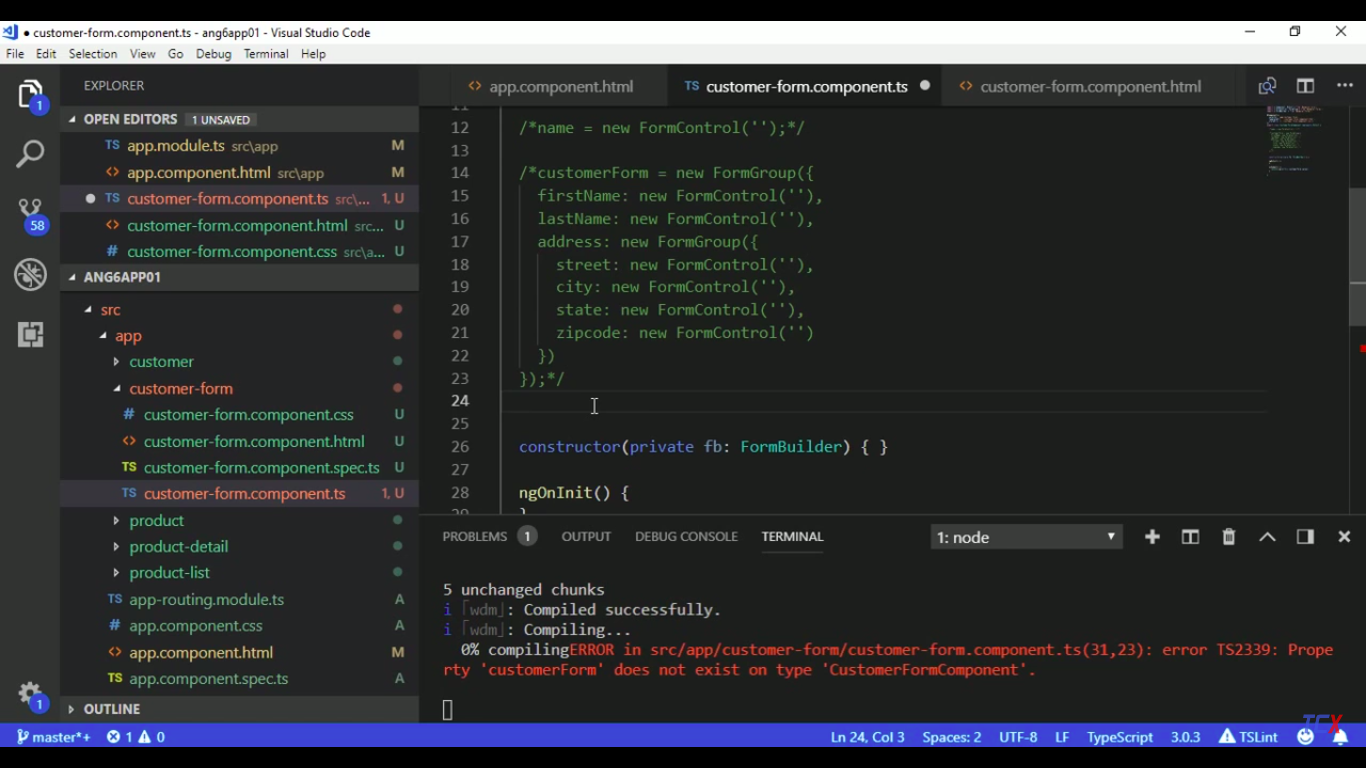 ● customer-form.component.ts - ang6app01 - Visual Studio Code
File Edit Selection View Go Debug Terminal Help
EXPLORER
OPEN EDITORS 1 UNSAVED
TS app.module.ts src\app M
<> app.component.html src\app M
● TS customer-form.component.ts src\... 1, U
<> customer-form.component.html src... U
# customer-form.component.css src\a... U
ANG6APP01
src
app
customer
customer-form
# customer-form.component.css U
<> customer-form.component.html U
TS customer-form.component.spec.ts U
TS customer-form.component.ts 1, U
product
product-detail
product-list
TS app-routing.module.ts A
# app.component.css A
<> app.component.html M
TS app.component.spec.ts A
OUTLINE
1
58
1
<> app.component.html TS customer-form.component.ts ● <> customer-form.component.html
11
12 /*name = new FormControl('');*/
13
14 /*customerForm = new FormGroup({
15 firstName: new FormControl(''),
16 lastName: new FormControl(''),
17 address: new FormGroup({
18 street: new FormControl(''),
19 city: new FormControl(''),
20 state: new FormControl(''),
21 zipcode: new FormControl('')
22 })
23 });*/
24
25
26 constructor(private fb: FormBuilder) { }
27
28 ngOnInit() {
29 }
PROBLEMS 1 OUTPUT DEBUG CONSOLE TERMINAL 1: node
5 unchanged chunks
i ｢wdm｣: Compiled successfully.
i ｢wdm｣: Compiling...
0% compilingERROR in src/app/customer-form/customer-form.component.ts(31,23): error TS2339: Prope
rty 'customerForm' does not exist on type 'CustomerFormComponent'.
TCX
master*+ 1 0 Ln 24, Col 3 Spaces: 2 UTF-8 LF TypeScript 3.0.3 TSLint